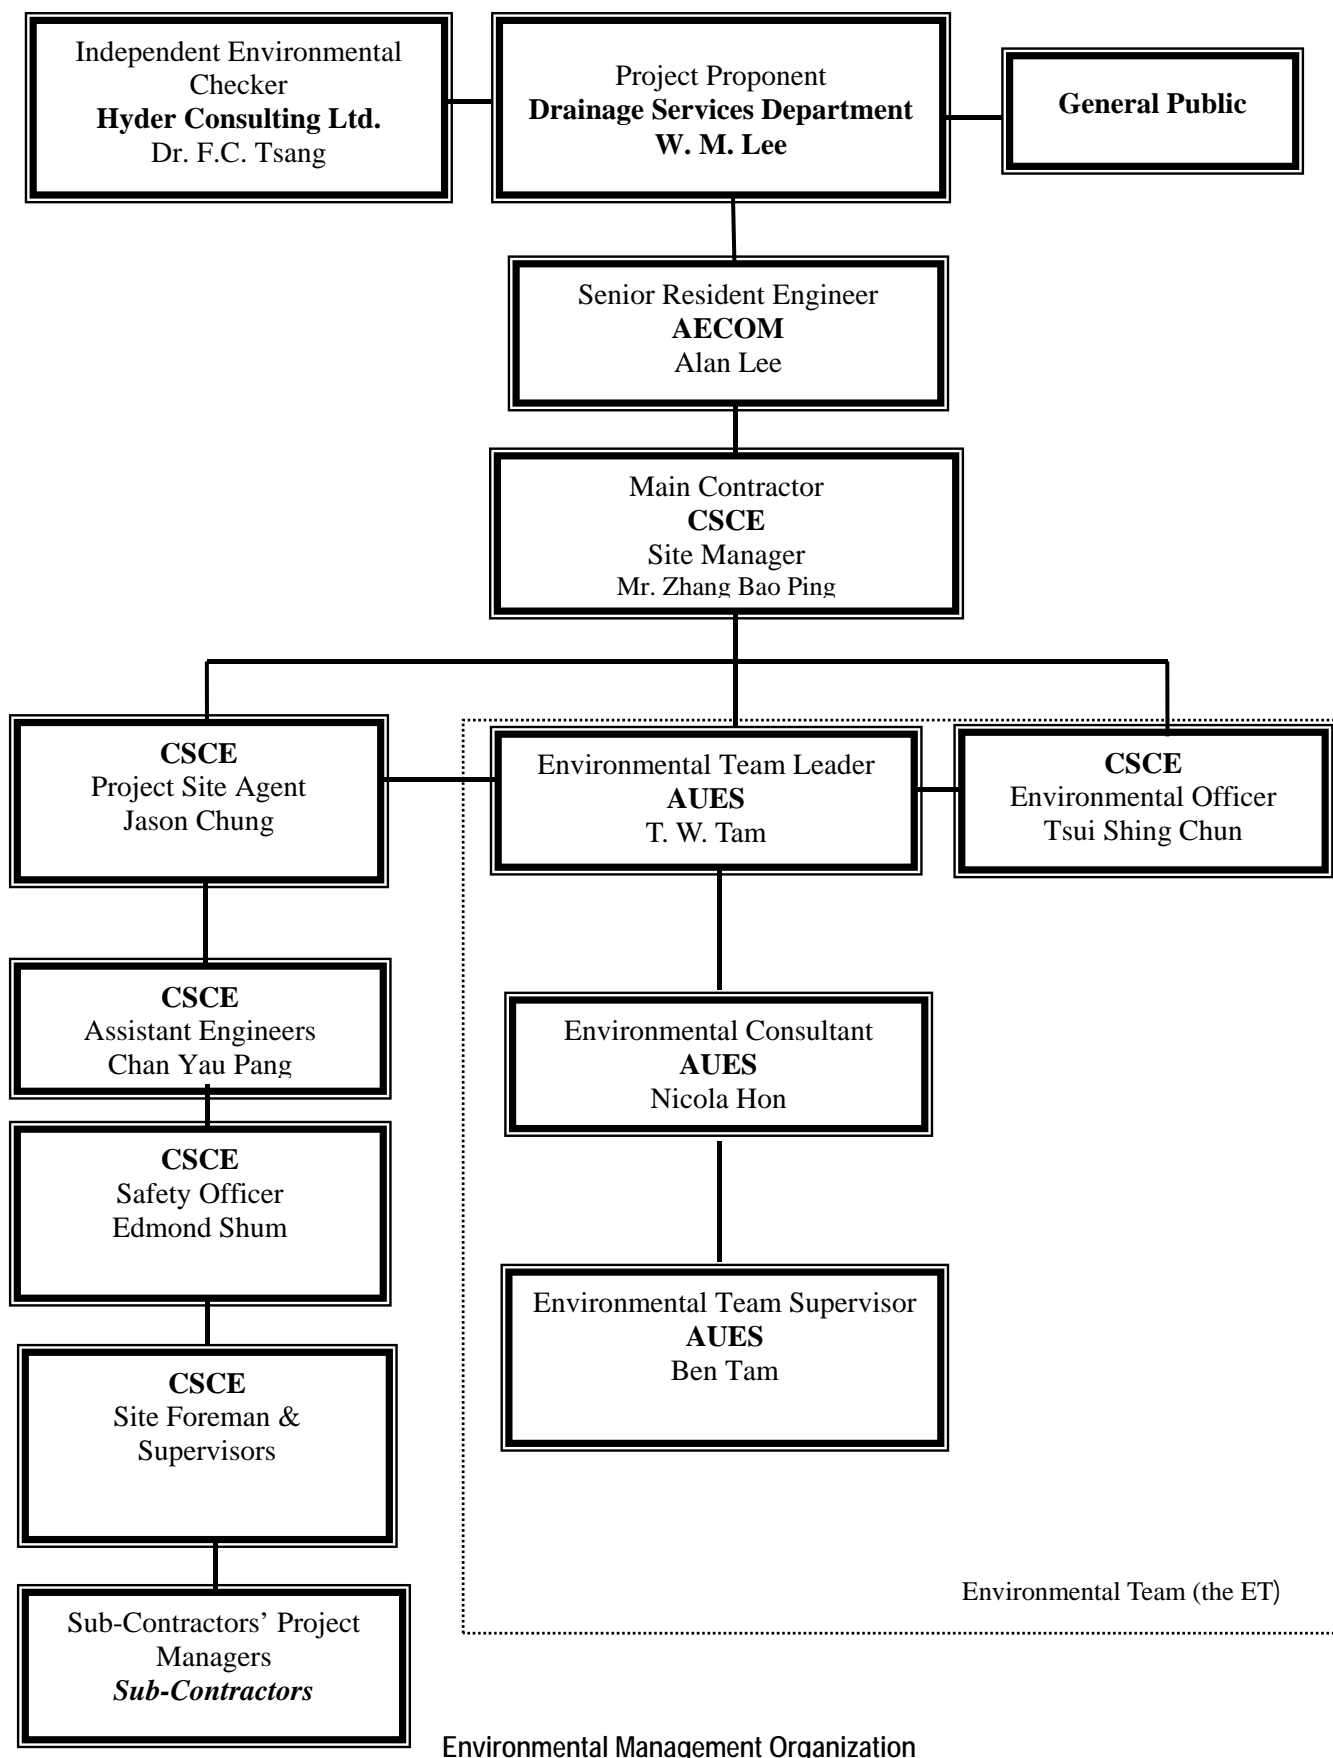 Independent Environmental
Checker
Hyder Consulting Ltd.
Dr. F.C. Tsang
Project Proponent
Drainage Services Department
W. M. Lee
General Public
Senior Resident Engineer
AECOM
Alan Lee
Main Contractor
CSCE
Site Manager
Mr. Zhang Bao Ping
CSCE
Project Site Agent
Jason Chung
Environmental Team Leader
AUES
T. W. Tam
CSCE
Environmental Officer
Tsui Shing Chun
CSCE
Assistant Engineers
Chan Yau Pang
Environmental Consultant
AUES
Nicola Hon
CSCE
Safety Officer
Edmond Shum
Environmental Team Supervisor
AUES
Ben Tam
CSCE
Site Foreman &
Supervisors
Environmental Team (the ET)
Sub-Contractors’ Project
Managers
Sub-Contractors
Environmental Management Organization